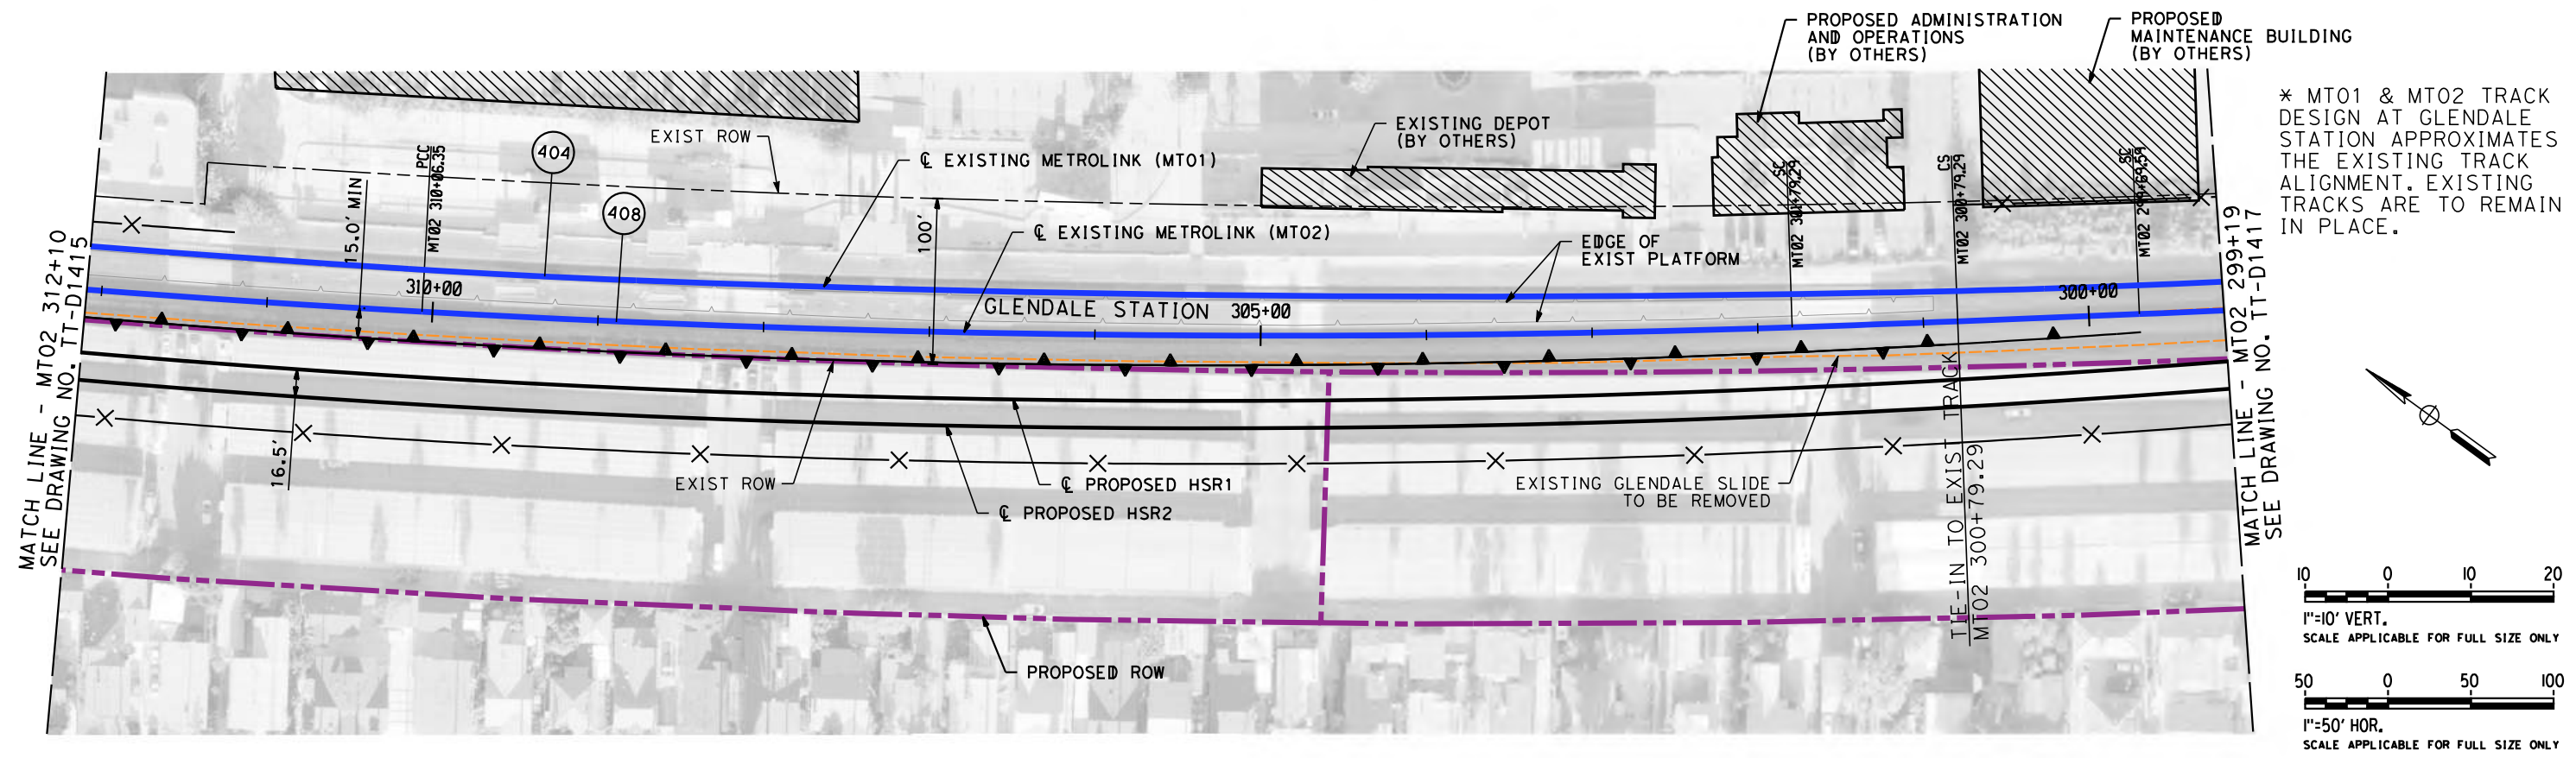 PROPOSED ADMINISTRATION
AND OPERATIONS
(BY OTHERS)
PROPOSED
MAINTENANCE BUILDING
(BY OTHERS)
* MT01 & MT02 TRACK
DESIGN AT GLENDALE
STATION APPROXIMATES
THE EXISTING TRACK
ALIGNMENT. EXISTING
TRACKS ARE TO REMAIN
IN PLACE.
EXIST ROW
EXISTING DEPOT
(BY OTHERS)
404
408
PCC
MT02 310+06.35
15.0' MIN
℄ EXISTING METROLINK (MT01)
℄ EXISTING METROLINK (MT02)
100'
EDGE OF
EXIST PLATFORM
SC
MT02 301+79.29
CS
MT02 300+79.29
SC
MT02 299+69.59
310+00
GLENDALE STATION
305+00
300+00
MATCH LINE - MT02 312+10
SEE DRAWING NO. TT-D1415
MATCH LINE - MT02 299+19
SEE DRAWING NO. TT-D1417
16.5'
EXIST ROW
℄ PROPOSED HSR1
℄ PROPOSED HSR2
EXISTING GLENDALE SLIDE
TO BE REMOVED
TIE-IN TO EXIST TRACK
MT02 300+79.29
PROPOSED ROW
10 0 10 20
1"=10' VERT.
SCALE APPLICABLE FOR FULL SIZE ONLY
50 0 50 100
1"=50' HOR.
SCALE APPLICABLE FOR FULL SIZE ONLY